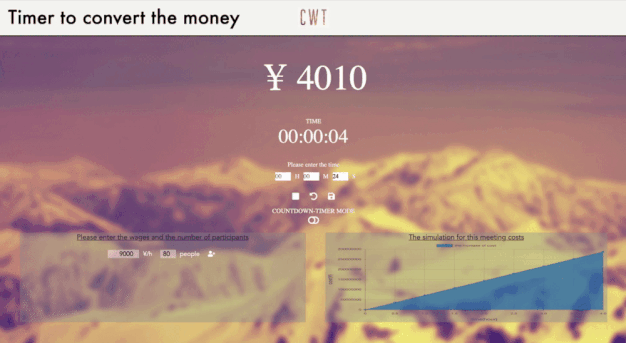 Timer to convert the money
CWT
¥ 4010
TIME
00:00:04
Please enter the time
00 H 00 M 24 S
COUNTDOWN-TIMER MODE
Please enter the wages and the number of participants
9000 ¥/h 80 people
The simulation for this meeting costs